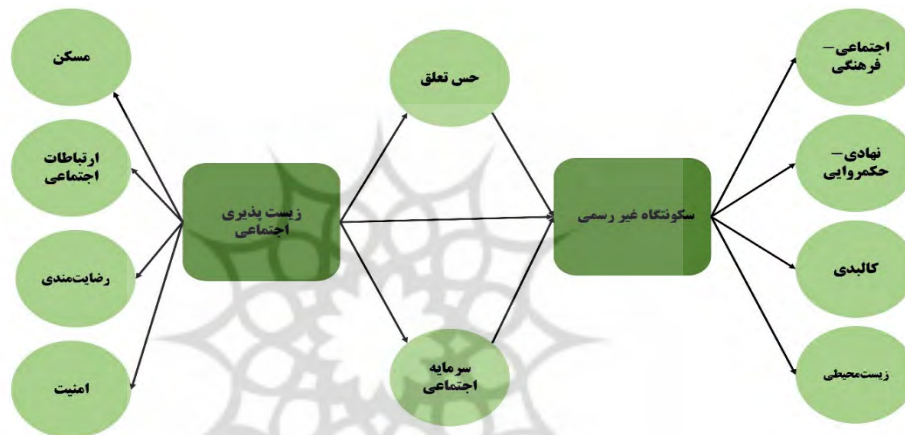 اجتماعی–
فرهنگی
نهادی–
حکمروایی
کالبدی
زیست‌محیطی
سکونتگاه غیر رسمی
حس تعلق
سرمایه
اجتماعی
زیست پذیری
اجتماعی
مسکن
ارتباطات
اجتماعی
رضایت‌مندی
امنیت